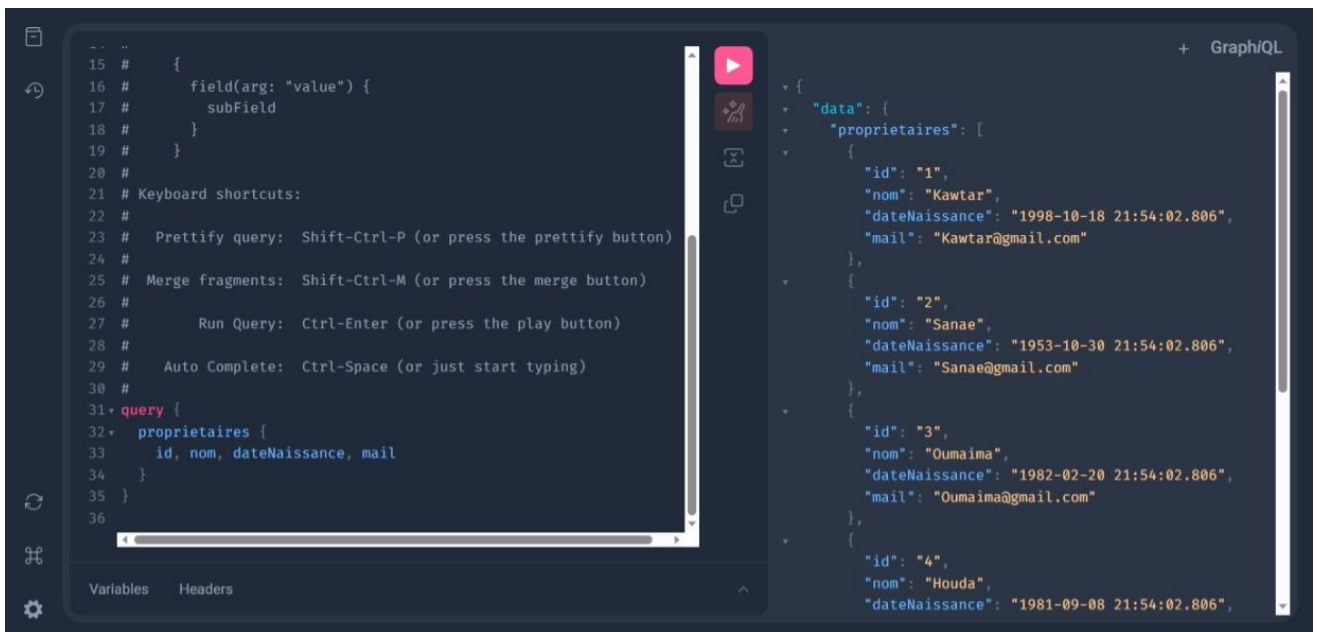 15 #     {
16 #       field(arg: "value") {
17 #         subField
18 #       }
19 #     }
20 #
21 # Keyboard shortcuts:
22 #
23 #   Prettify query:  Shift-Ctrl-P (or press the prettify button)
24 #
25 #  Merge fragments:  Shift-Ctrl-M (or press the merge button)
26 #
27 #        Run Query:  Ctrl-Enter (or press the play button)
28 #
29 #    Auto Complete:  Ctrl-Space (or just start typing)
30 #
31 query {
32   proprietaires {
33     id, nom, dateNaissance, mail
34   }
35 }
36
Variables Headers
+ GraphiQL
{
  "data": {
    "proprietaires": [
      {
        "id": "1",
        "nom": "Kawtar",
        "dateNaissance": "1998-10-18 21:54:02.806",
        "mail": "Kawtar@gmail.com"
      },
      {
        "id": "2",
        "nom": "Sanae",
        "dateNaissance": "1953-10-30 21:54:02.806",
        "mail": "Sanae@gmail.com"
      },
      {
        "id": "3",
        "nom": "Oumaima",
        "dateNaissance": "1982-02-20 21:54:02.806",
        "mail": "Oumaima@gmail.com"
      },
      {
        "id": "4",
        "nom": "Houda",
        "dateNaissance": "1981-09-08 21:54:02.806",